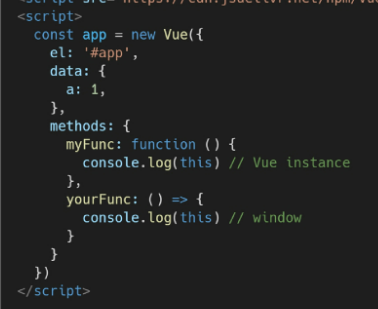 <script>
  const app = new Vue({
    el: '#app',
    data: {
      a: 1,
    },
    methods: {
      myFunc: function () {
        console.log(this) // Vue instance
      },
      yourFunc: () => {
        console.log(this) // window
      }
    }
  })
</script>